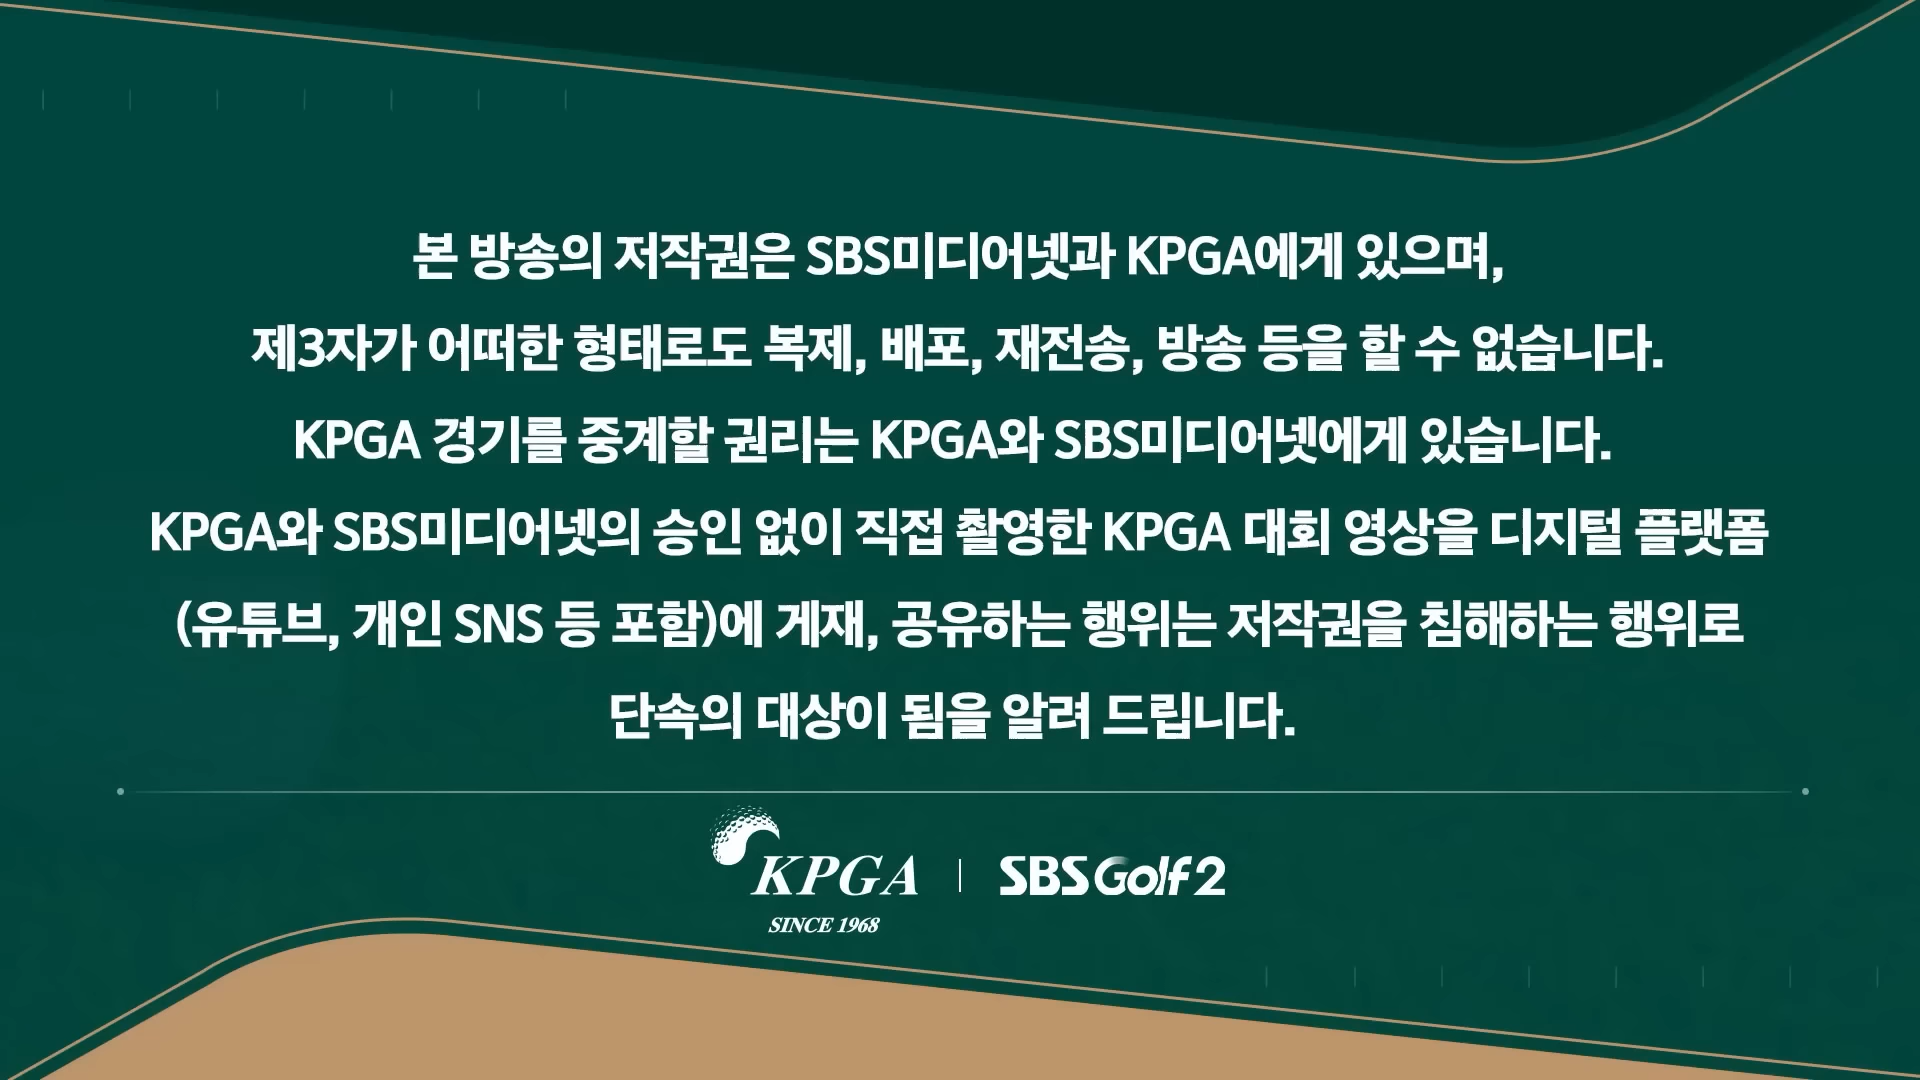 본 방송의 저작권은 SBS미디어넷과 KPGA에게 있으며,
제3자가 어떠한 형태로도 복제, 배포, 재전송, 방송 등을 할 수 없습니다.
KPGA 경기를 중계할 권리는 KPGA와 SBS미디어넷에게 있습니다.
KPGA와 SBS미디어넷의 승인 없이 직접 촬영한 KPGA 대회 영상을 디지털 플랫폼
(유튜브, 개인 SNS 등 포함)에 게재, 공유하는 행위는 저작권을 침해하는 행위로
단속의 대상이 됨을 알려 드립니다.
KPGA | SBS Golf 2
SINCE 1968